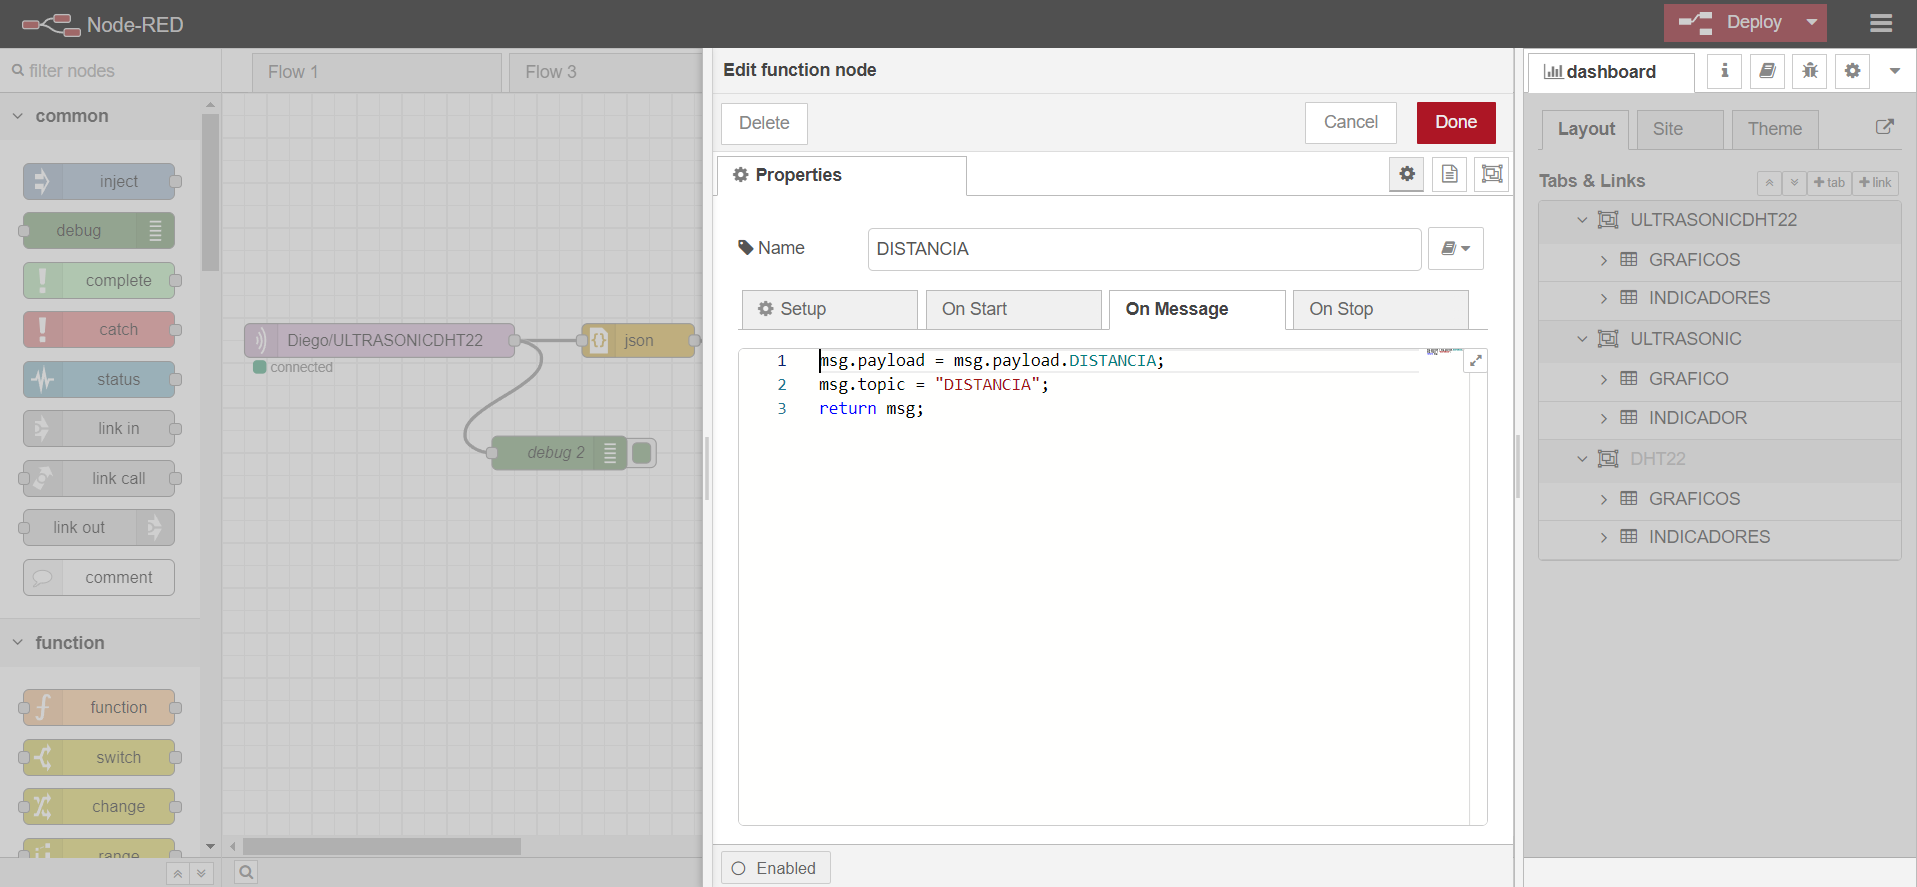 Node-RED
Deploy
filter nodes
Flow 1
Flow 3
common
inject
debug
complete
catch
status
link in
link call
link out
comment
function
function
switch
change
range
Diego/ULTRASONICDHT22
connected
json
debug 2
Edit function node
Delete
Cancel
Done
Properties
Name
DISTANCIA
Setup
On Start
On Message
On Stop
1 msg.payload = msg.payload.DISTANCIA;
2 msg.topic = "DISTANCIA";
3 return msg;
Enabled
dashboard
i
Layout
Site
Theme
Tabs & Links
+ tab
+ link
ULTRASONICDHT22
GRAFICOS
INDICADORES
ULTRASONIC
GRAFICO
INDICADOR
DHT22
GRAFICOS
INDICADORES